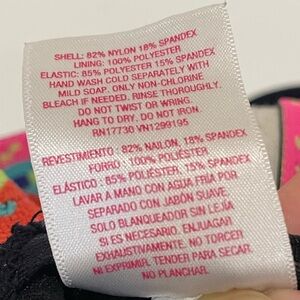 SHELL: 82% NYLON 18% SPANDEX
LINING: 100% POLYESTER
ELASTIC: 85% POLYESTER 15% SPANDEX
HAND WASH COLD SEPARATELY WITH
MILD SOAP. ONLY NON-CHLORINE
BLEACH IF NEEDED. RINSE THOROUGHLY.
DO NOT TWIST OR WRING.
HANG TO DRY. DO NOT IRON.
RN17730 VN1299195
REVESTIMIENTO : 82% NAILON, 18% SPANDEX
FORRO : 100% POLIÉSTER
ELÁSTICO : 85% POLIÉSTER, 15% SPANDEX
LAVAR A MANO CON AGUA FRÍA POR
SEPARADO CON JABÓN SUAVE.
SOLO BLANQUEADOR SIN LEJÍA
SI ES NECESARIO. ENJUAGAR
EXHAUSTIVAMENTE. NO TORCER
NI EXPRIMIR. TENDER PARA SECAR.
NO PLANCHAR.